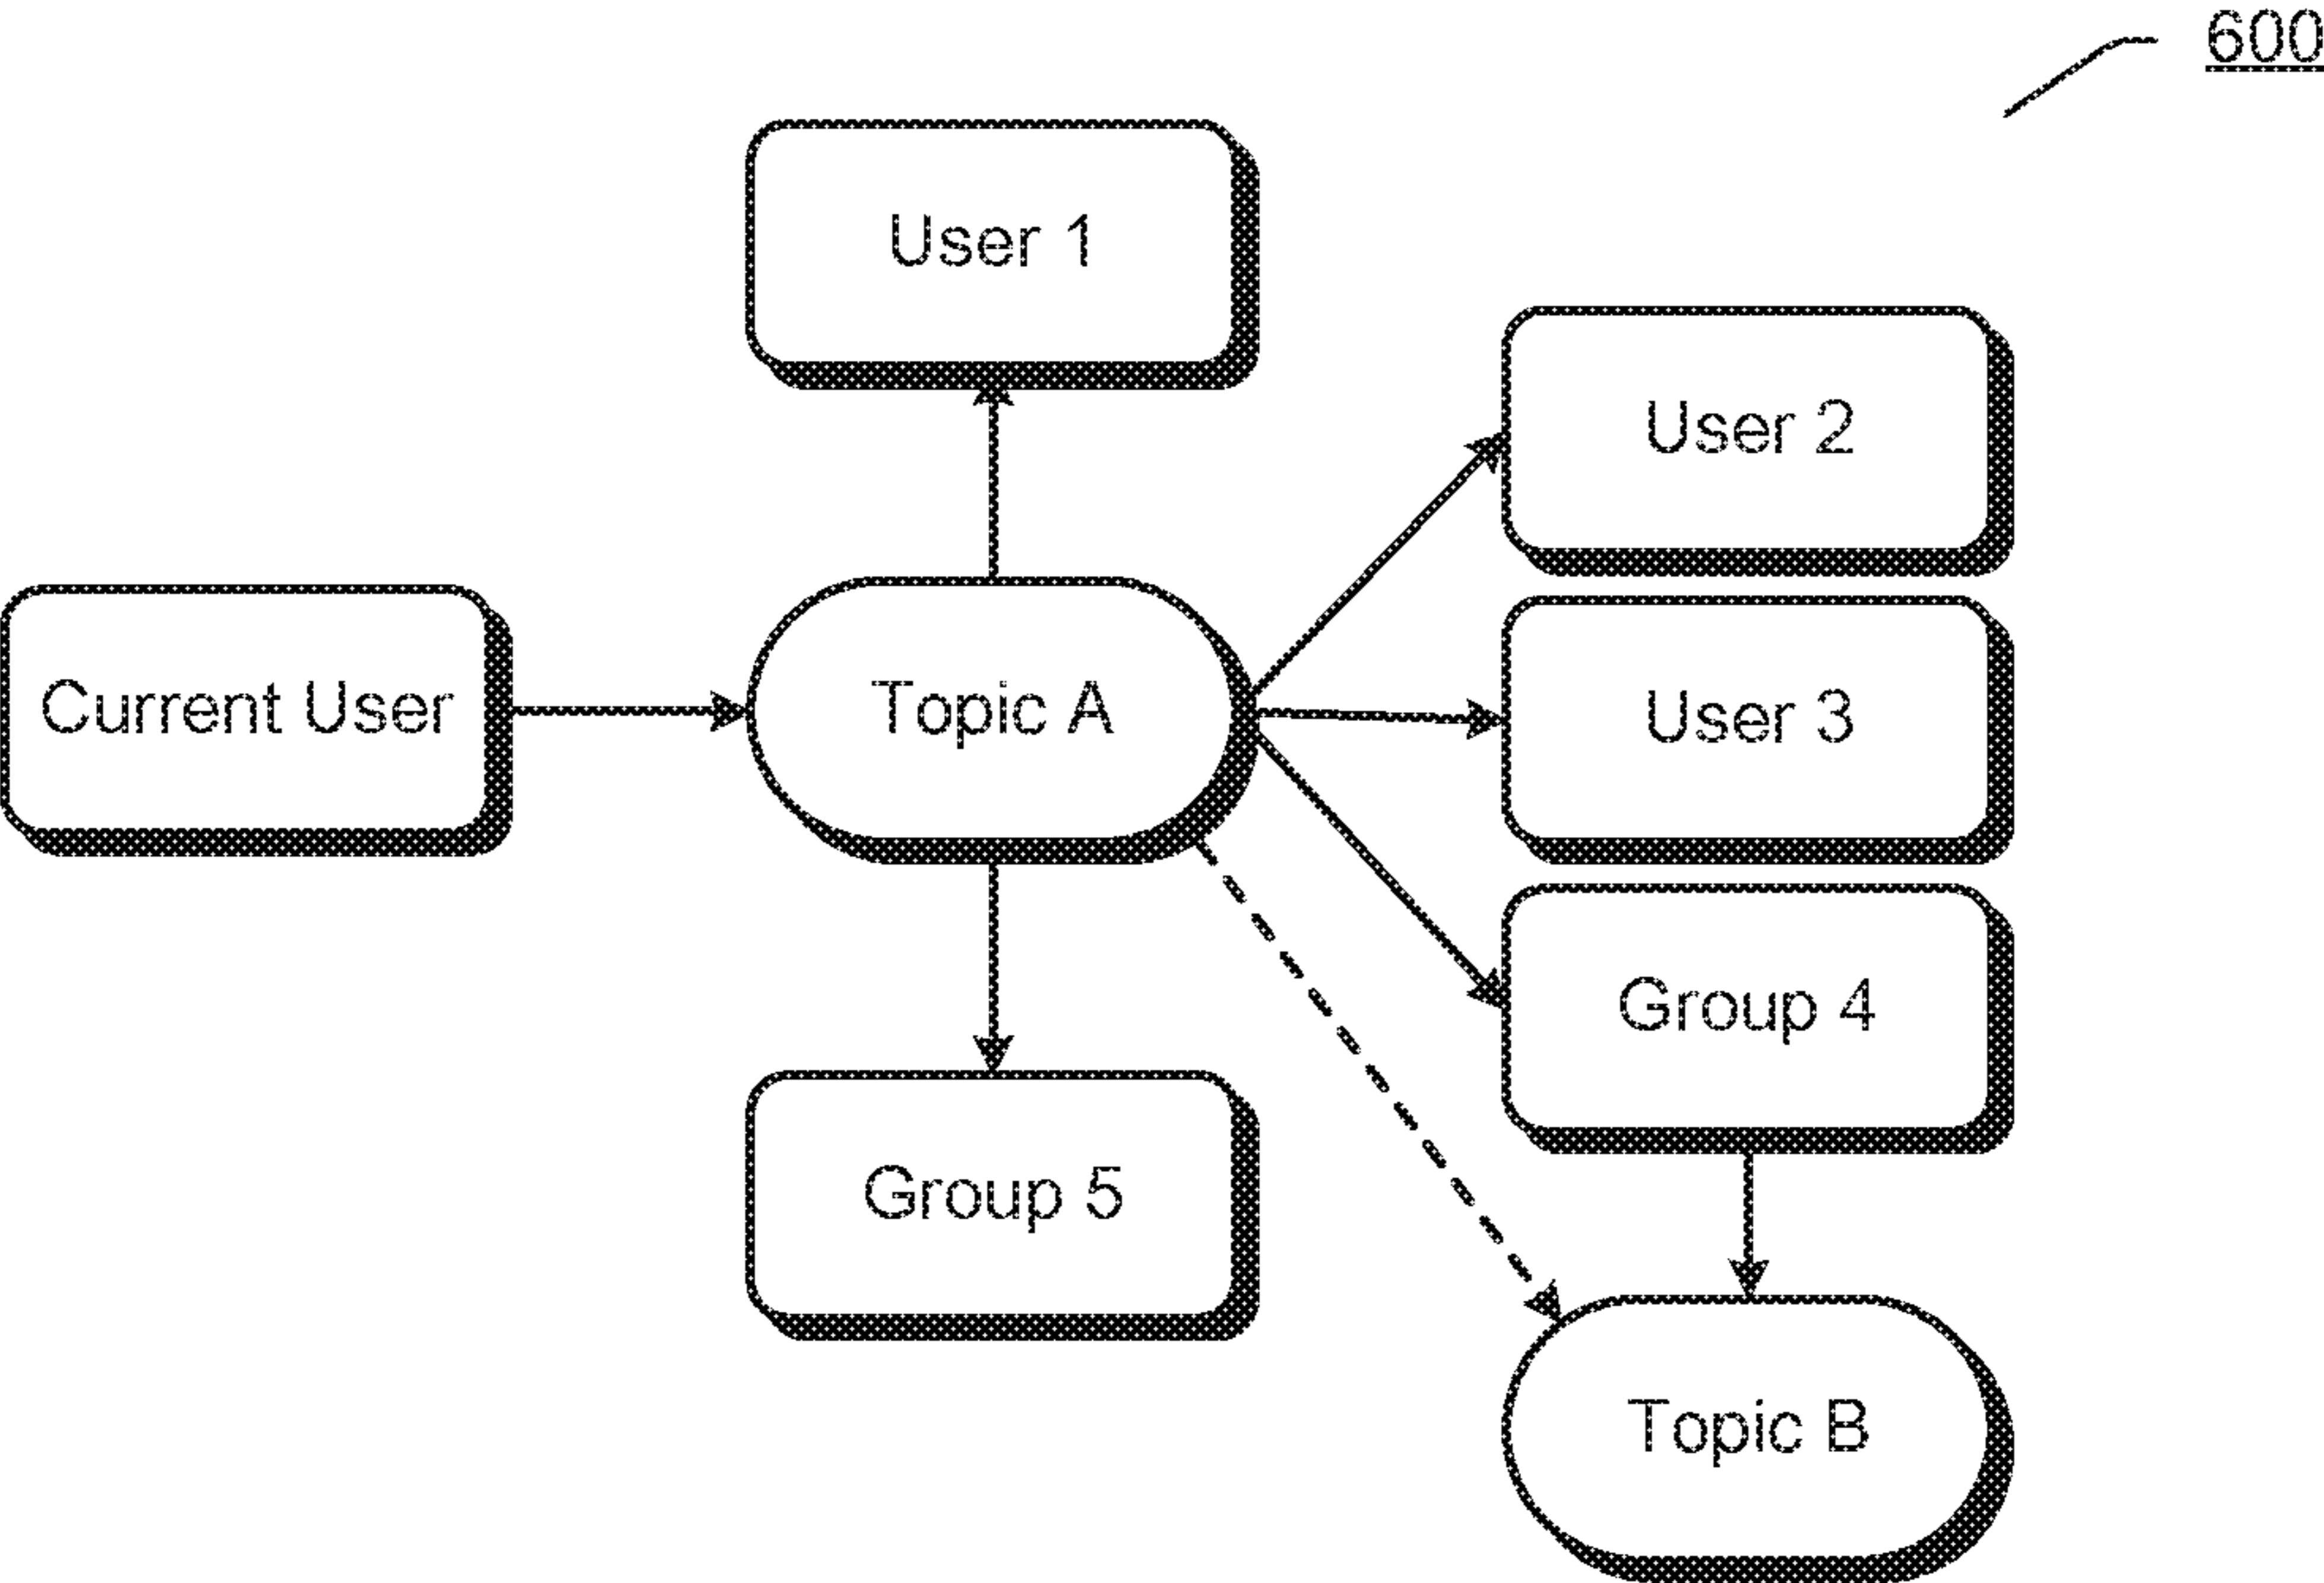 600
User 1
User 2
Current User
Topic A
User 3
Group 4
Group 5
Topic B